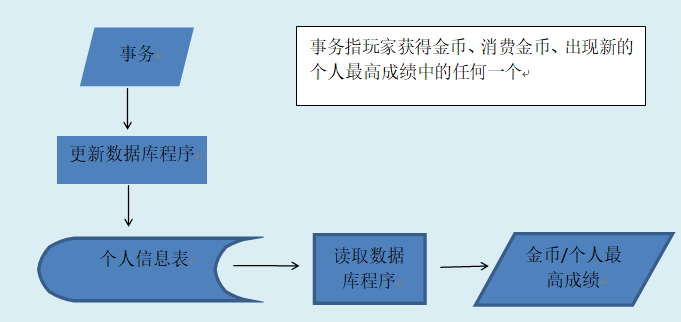 事务
事务指玩家获得金币、消费金币、出现新的
个人最高成绩中的任何一个
更新数据库程序
个人信息表
读取数据
库程序
金币/个人最
高成绩